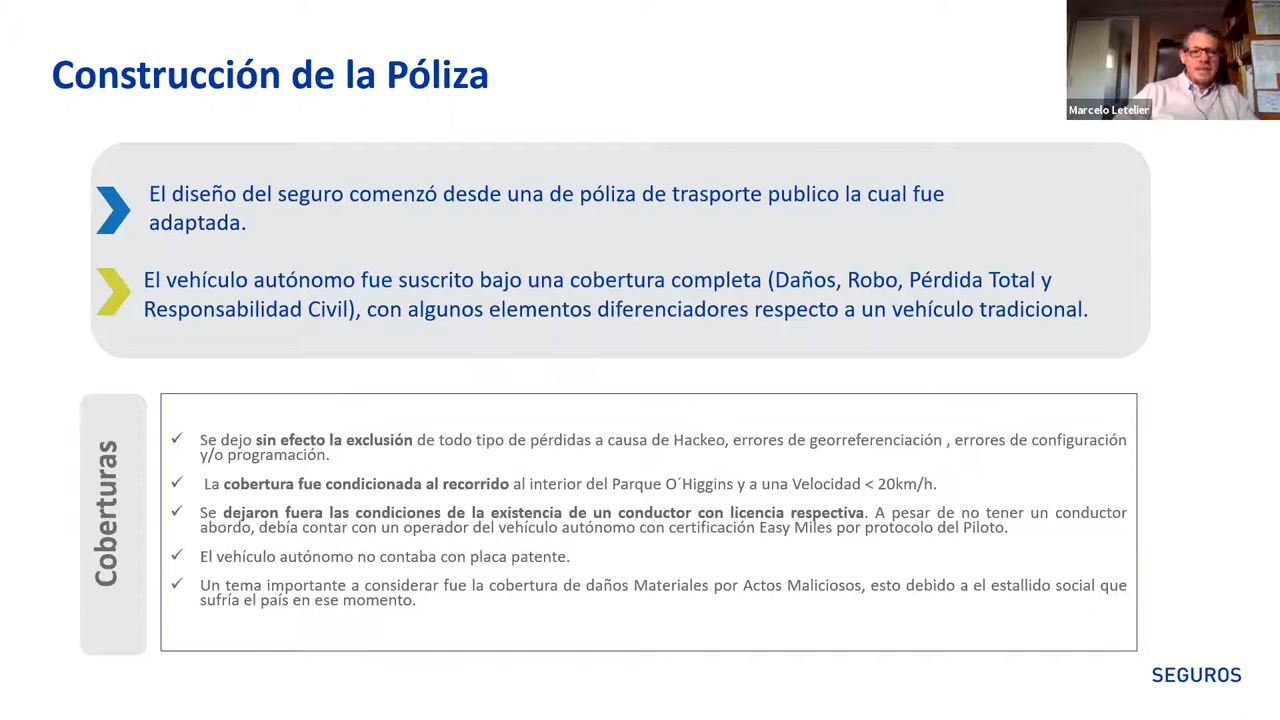 Construcción de la Póliza
Marcelo Letelier
El diseño del seguro comenzó desde una de póliza de trasporte publico la cual fue
adaptada.
El vehículo autónomo fue suscrito bajo una cobertura completa (Daños, Robo, Pérdida Total y
Responsabilidad Civil), con algunos elementos diferenciadores respecto a un vehículo tradicional.
Coberturas
✓ Se dejo sin efecto la exclusión de todo tipo de pérdidas a causa de Hackeo, errores de georreferenciación , errores de configuración
y/o programación.
✓ La cobertura fue condicionada al recorrido al interior del Parque O´Higgins y a una Velocidad < 20km/h.
✓ Se dejaron fuera las condiciones de la existencia de un conductor con licencia respectiva. A pesar de no tener un conductor
abordo, debía contar con un operador del vehículo autónomo con certificación Easy Miles por protocolo del Piloto.
✓ El vehículo autónomo no contaba con placa patente.
✓ Un tema importante a considerar fue la cobertura de daños Materiales por Actos Maliciosos, esto debido a el estallido social que
sufría el país en ese momento.
SEGUROS